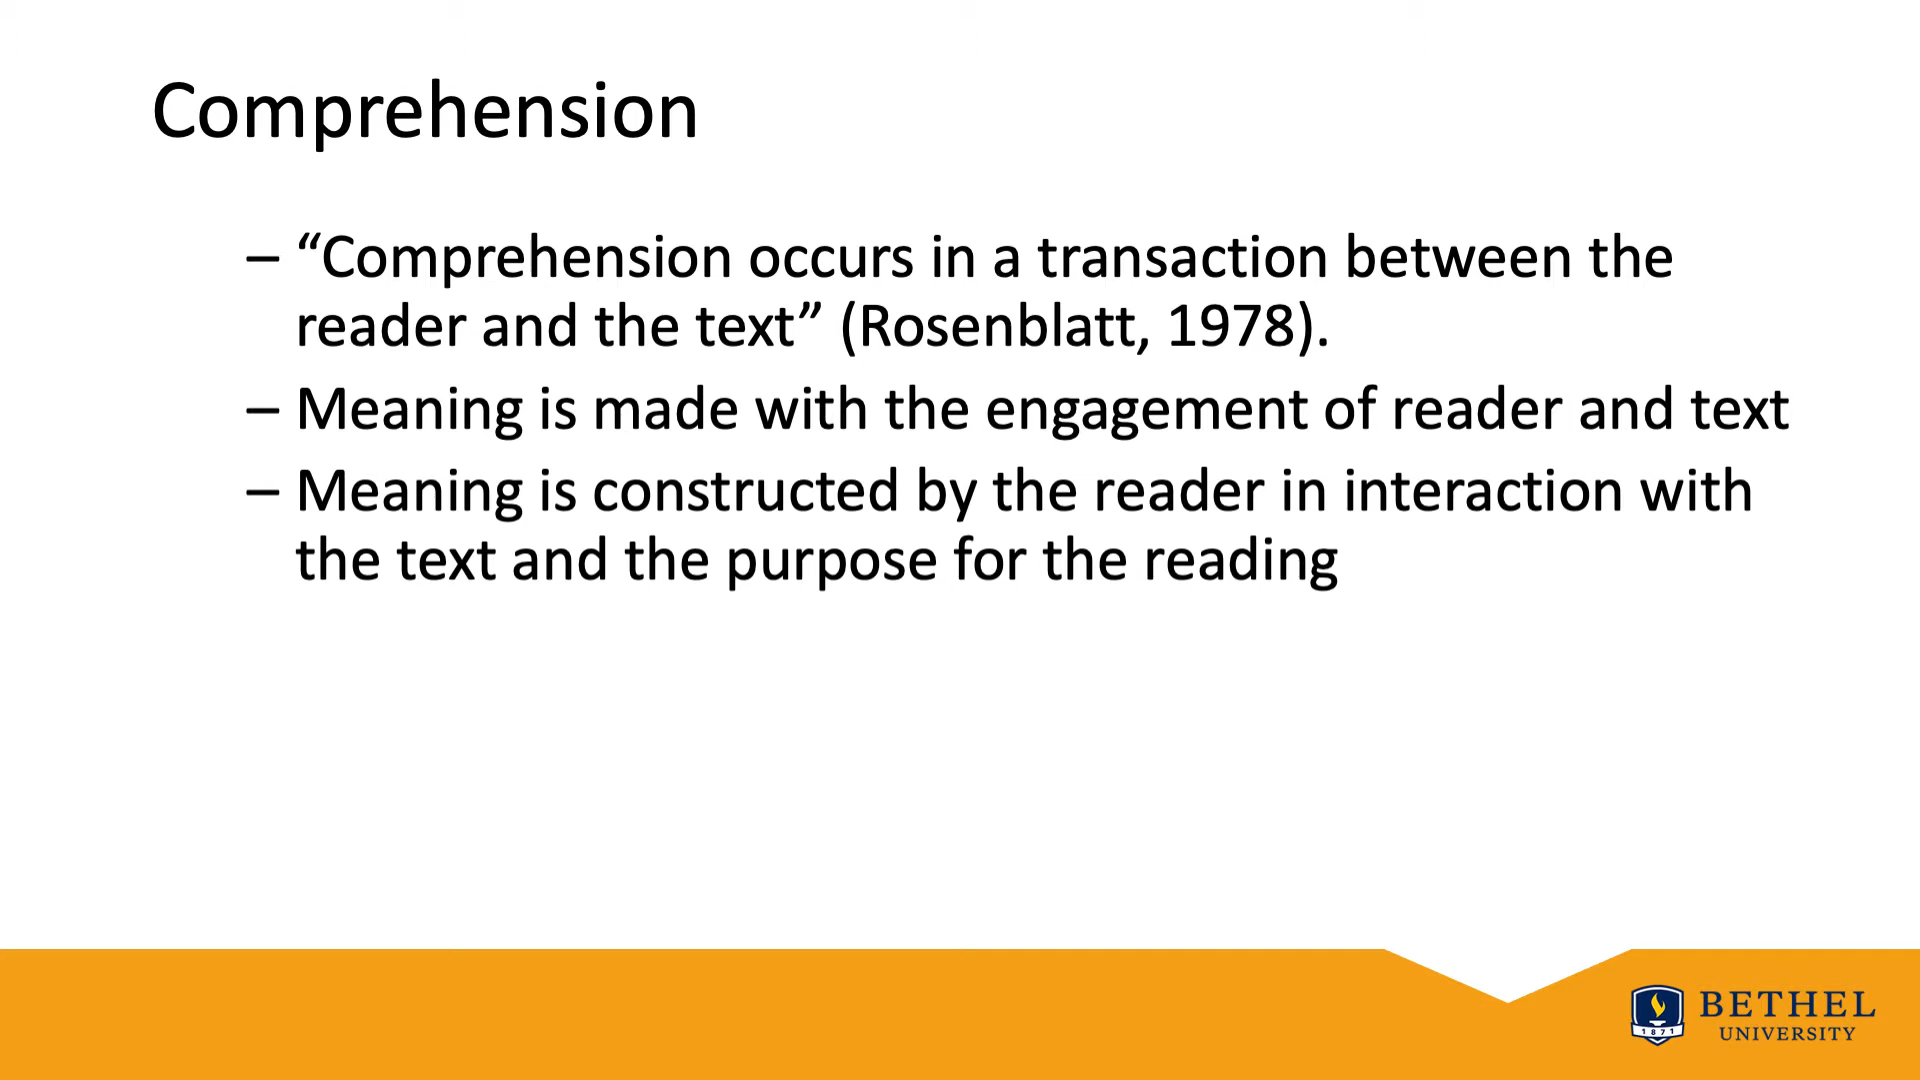 Comprehension
– “Comprehension occurs in a transaction between the
reader and the text” (Rosenblatt, 1978).
– Meaning is made with the engagement of reader and text
– Meaning is constructed by the reader in interaction with
the text and the purpose for the reading
1871
BETHEL
UNIVERSITY